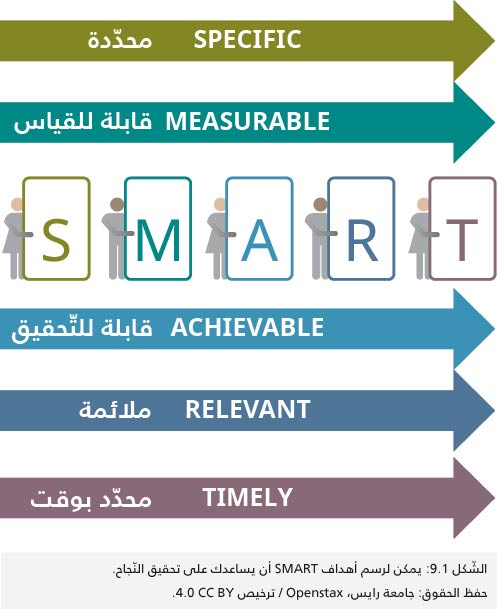 محدّدة SPECIFIC
قابلة للقياس MEASURABLE
S M A R T
قابلة للتّحقيق ACHIEVABLE
ملائمة RELEVANT
محدّد بوقت TIMELY
الشّكل 9.1: يمكن لرسم أهداف SMART أن يساعدك على تحقيق النّجاح.
حفظ الحقوق: جامعة رايس، Openstax / ترخيص CC BY 4.0.